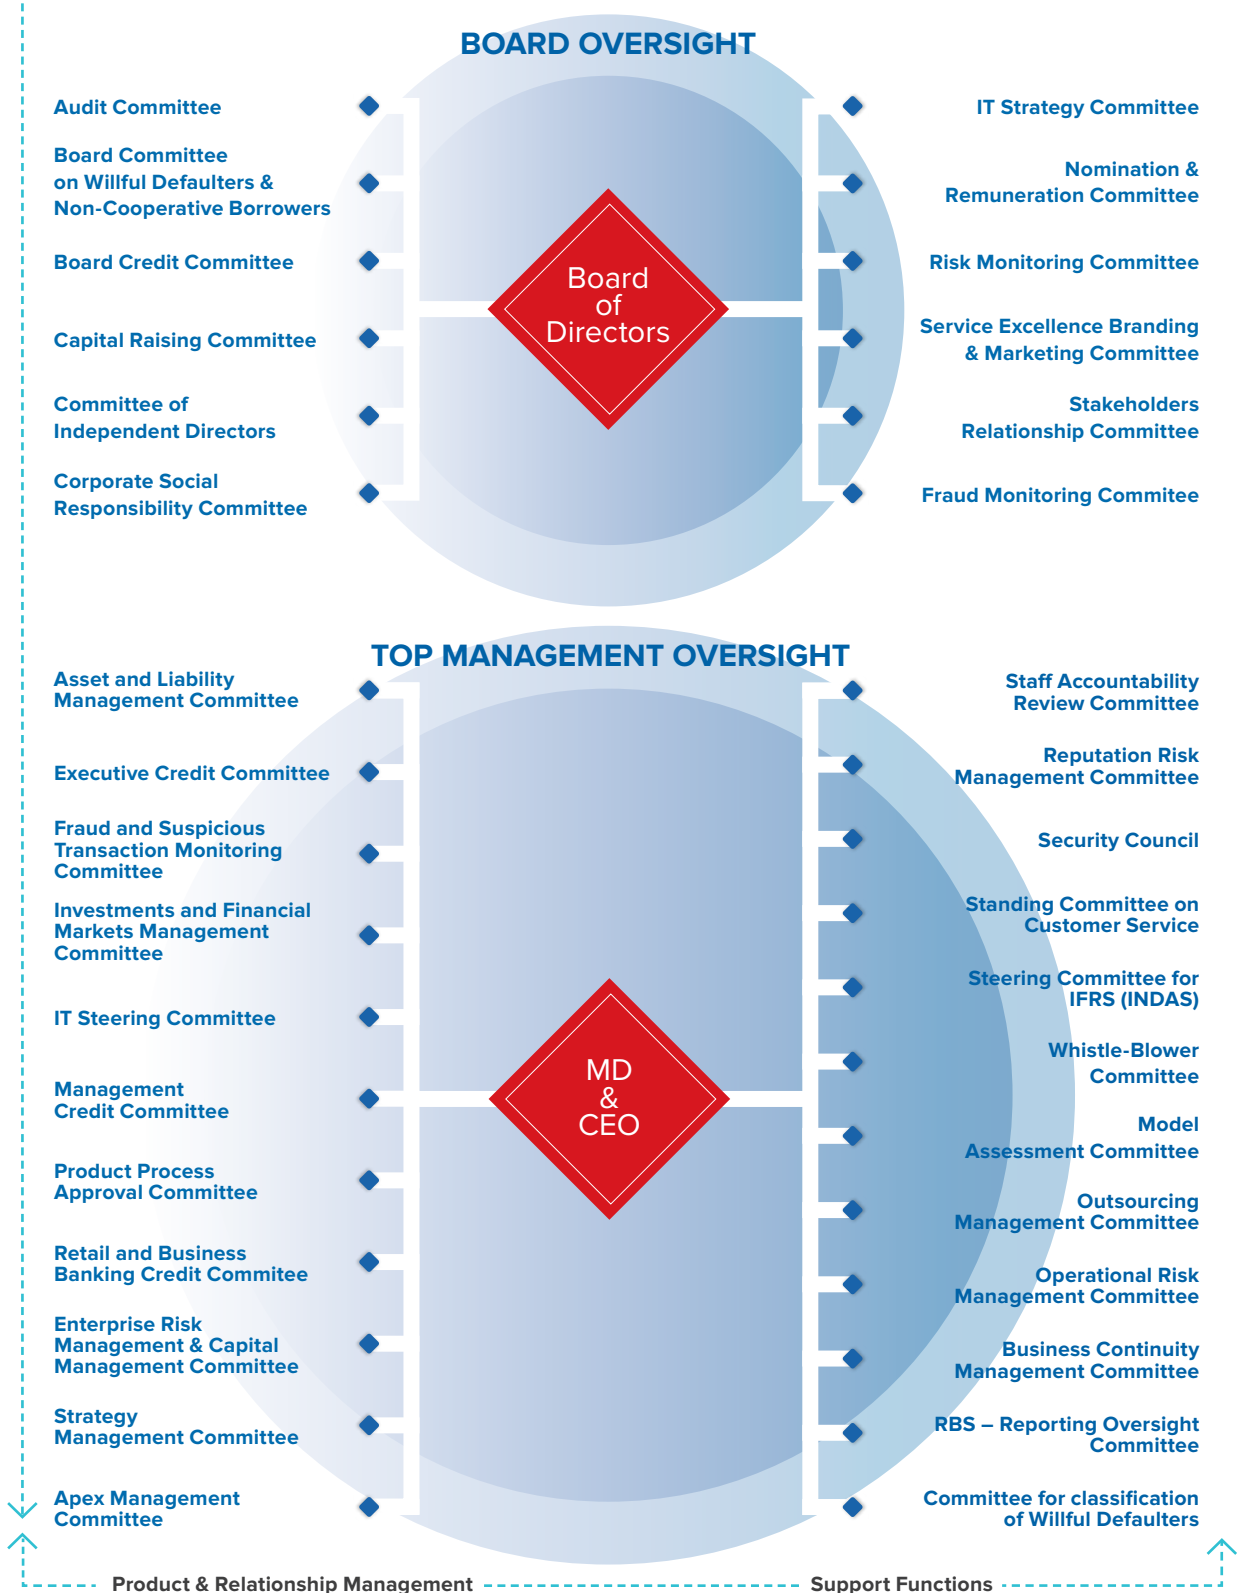 BOARD OVERSIGHT
Audit Committee
Board Committee
on Willful Defaulters &
Non-Cooperative Borrowers
Board Credit Committee
Capital Raising Committee
Committee of
Independent Directors
Corporate Social
Responsibility Committee
Board
of
Directors
IT Strategy Committee
Nomination &
Remuneration Committee
Risk Monitoring Committee
Service Excellence Branding
& Marketing Committee
Stakeholders
Relationship Committee
Fraud Monitoring Commitee
TOP MANAGEMENT OVERSIGHT
Asset and Liability
Management Committee
Executive Credit Committee
Fraud and Suspicious
Transaction Monitoring
Committee
Investments and Financial
Markets Management
Committee
IT Steering Committee
Management
Credit Committee
Product Process
Approval Committee
Retail and Business
Banking Credit Commitee
Enterprise Risk
Management & Capital
Management Committee
Strategy
Management Committee
Apex Management
Committee
MD
&
CEO
Staff Accountability
Review Committee
Reputation Risk
Management Committee
Security Council
Standing Committee on
Customer Service
Steering Committee for
IFRS (INDAS)
Whistle-Blower
Committee
Model
Assessment Committee
Outsourcing
Management Committee
Operational Risk
Management Committee
Business Continuity
Management Committee
RBS – Reporting Oversight
Committee
Committee for classification
of Willful Defaulters
Product & Relationship Management
Support Functions